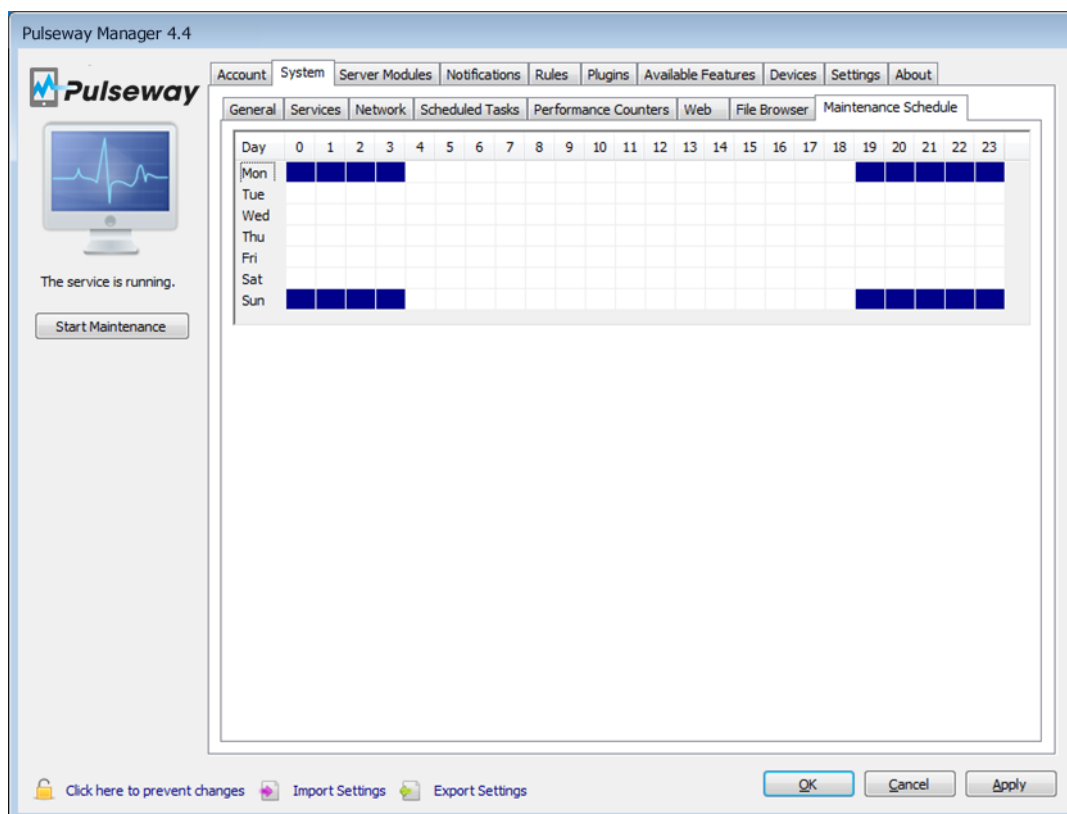 Pulseway Manager 4.4
Pulseway
Account System Server Modules Notifications Rules Plugins Available Features Devices Settings About
General Services Network Scheduled Tasks Performance Counters Web File Browser Maintenance Schedule
Day 0 1 2 3 4 5 6 7 8 9 10 11 12 13 14 15 16 17 18 19 20 21 22 23
Mon
Tue
Wed
Thu
Fri
Sat
Sun
The service is running.
Start Maintenance
Click here to prevent changes Import Settings Export Settings OK Cancel Apply